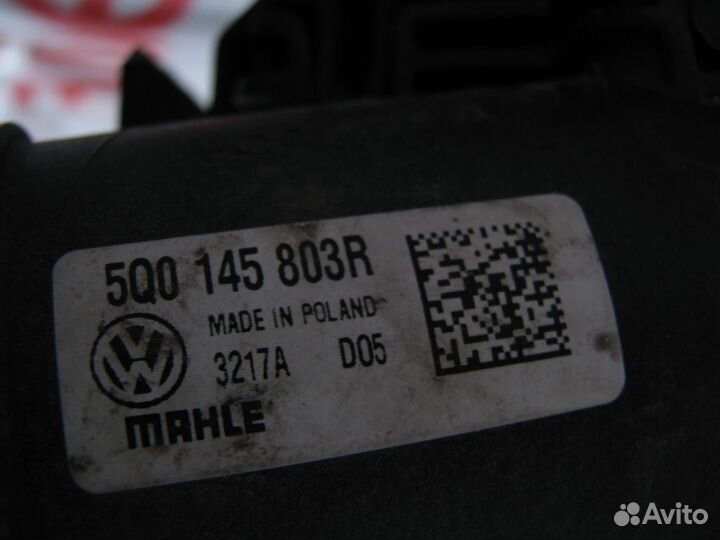 5Q0 145 803R
MADE IN POLAND
3217A D05
MAHLE
Avito